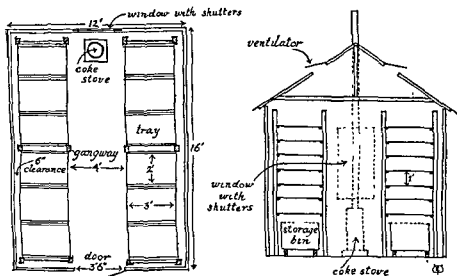 12'
window with shutters
coke
stove
tray
6"
clearance
gangway
4'
2'
3'
16'
door
3'6"
ventilator
window
with
shutters
1'
storage
bin
coke stove